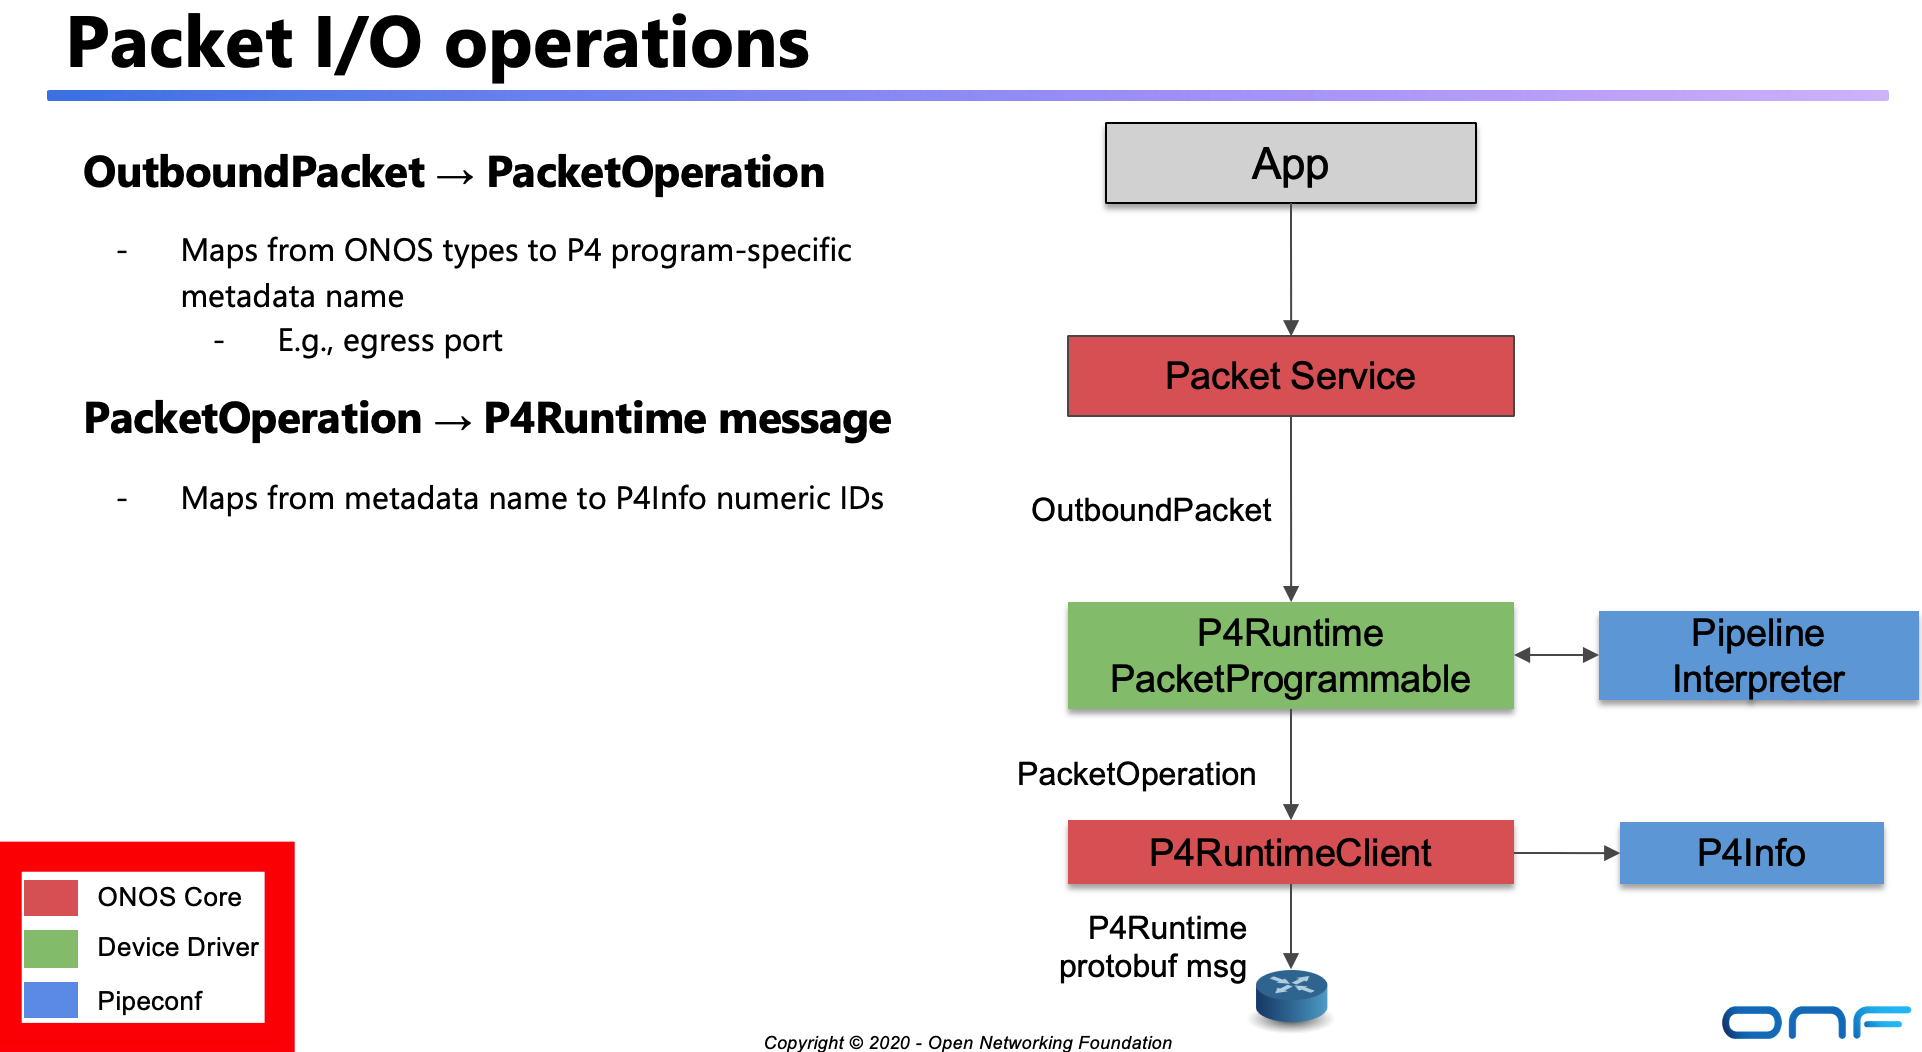 Packet I/O operations
OutboundPacket → PacketOperation
- Maps from ONOS types to P4 program-specific
metadata name
- E.g., egress port
PacketOperation → P4Runtime message
- Maps from metadata name to P4Info numeric IDs
App
Packet Service
OutboundPacket
P4Runtime
PacketProgrammable
Pipeline
Interpreter
PacketOperation
P4RuntimeClient
P4Info
P4Runtime
protobuf msg
ONOS Core
Device Driver
Pipeconf
Copyright © 2020 - Open Networking Foundation
ONF